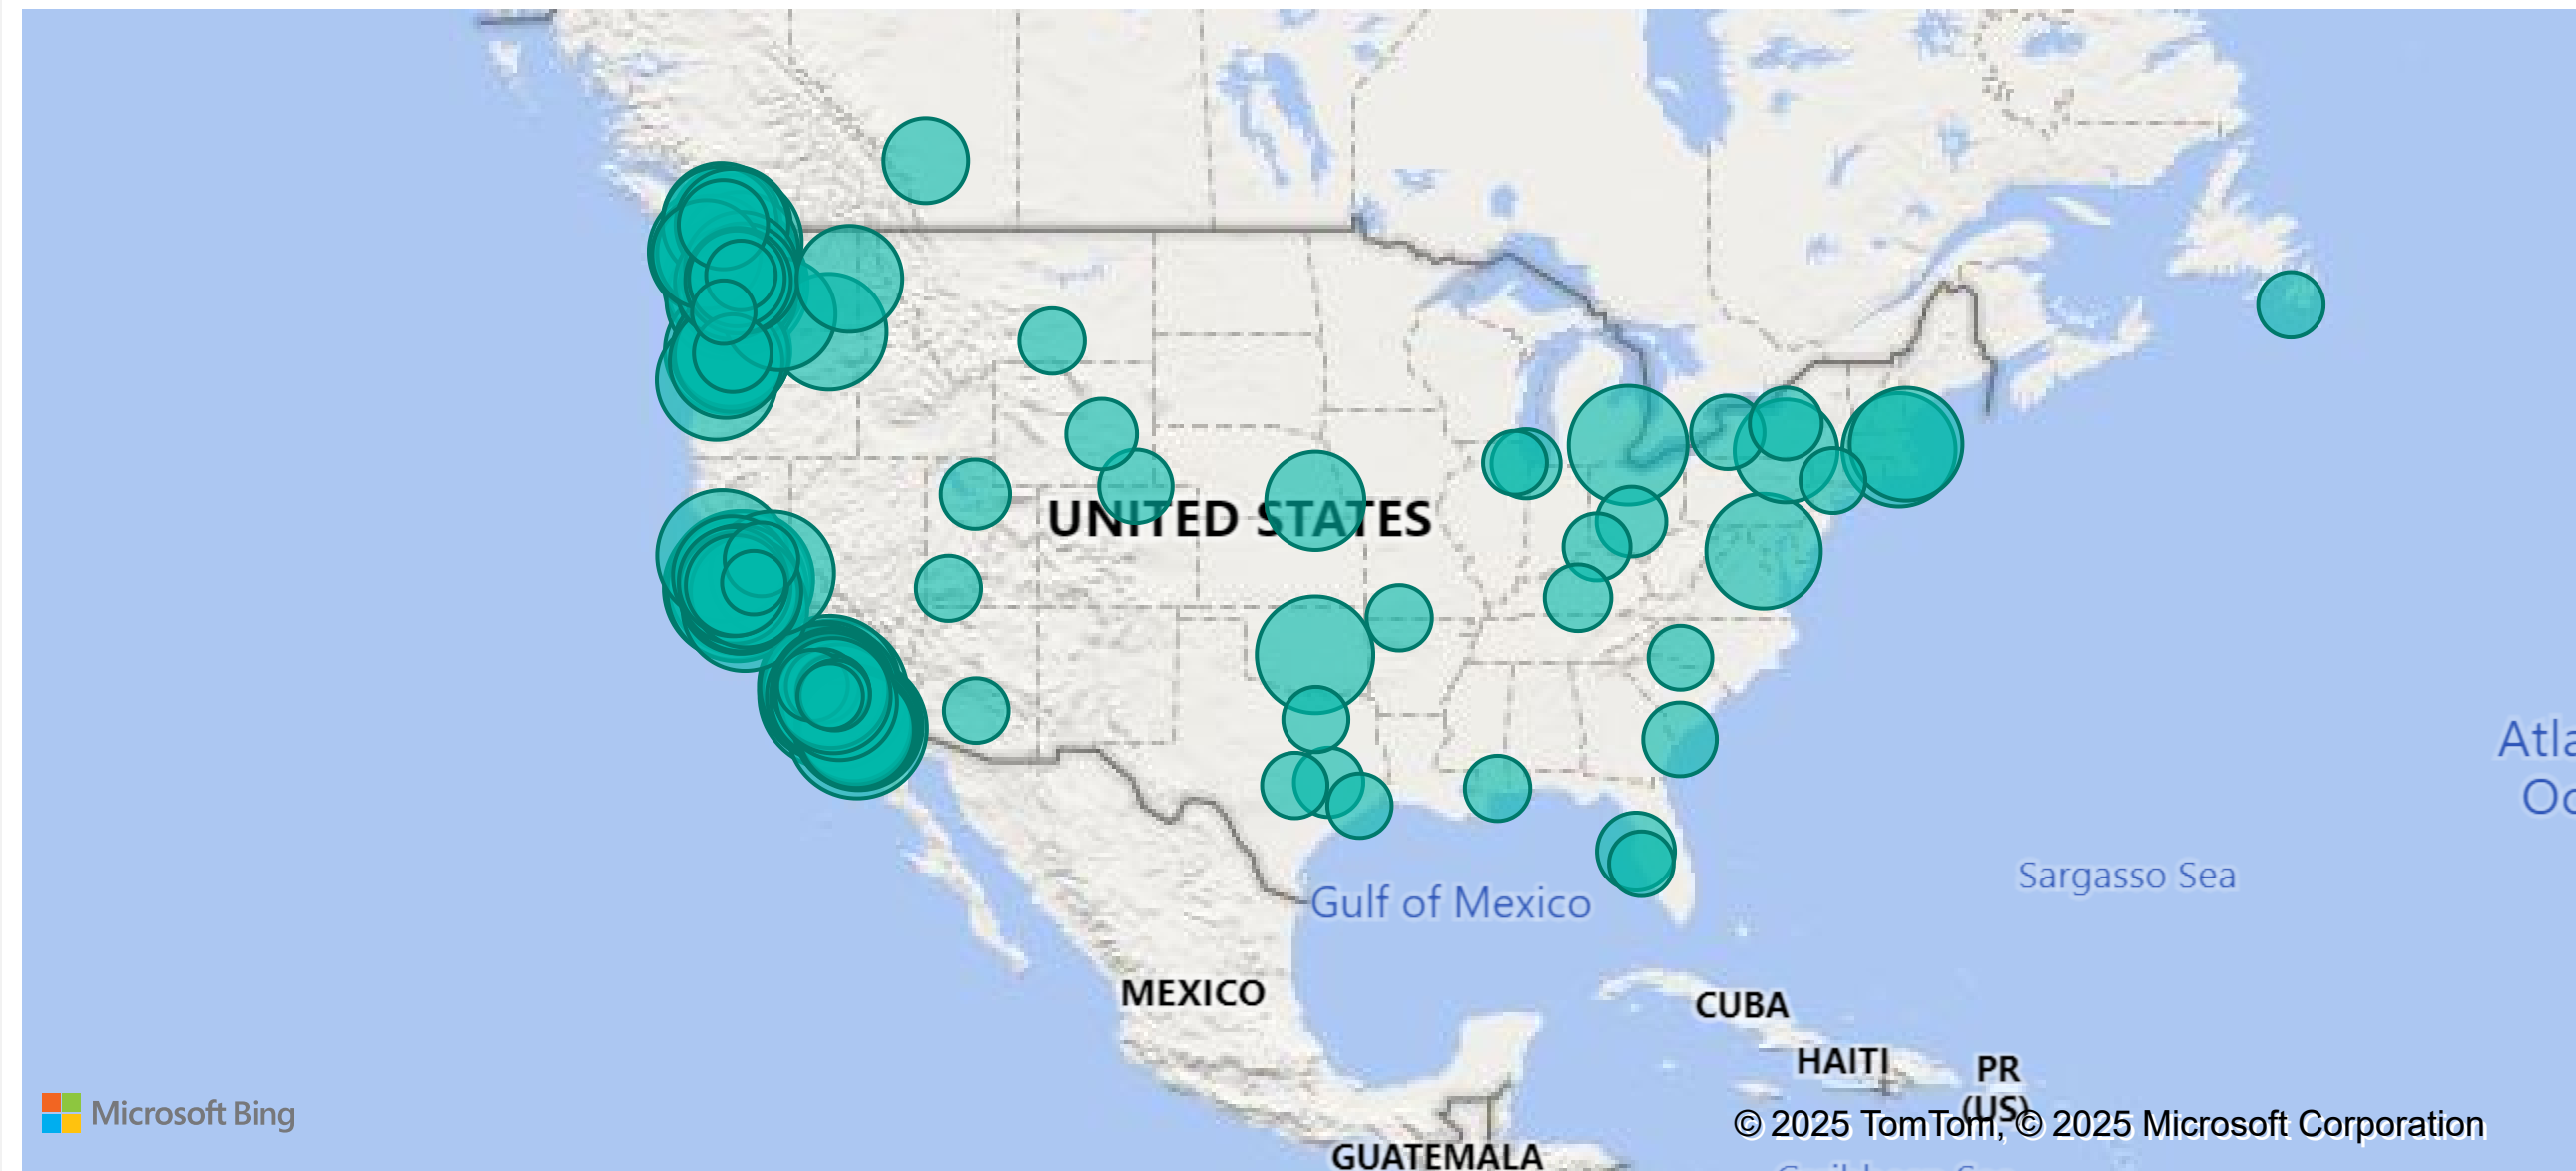 UNITED STATES
Atla
Oc
Sargasso Sea
Gulf of Mexico
MEXICO
CUBA
HAITI
PR
(US)
Microsoft Bing
© 2025 TomTom, © 2025 Microsoft Corporation
GUATEMALA